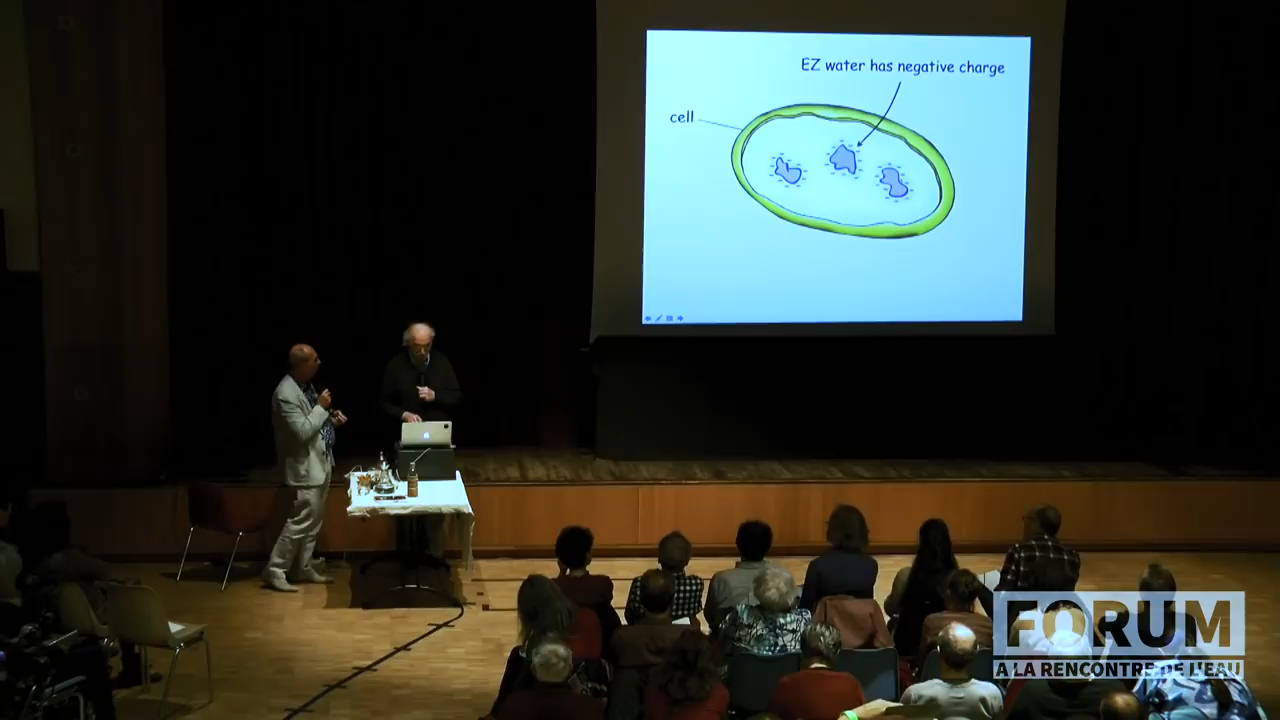 EZ water has negative charge
cell
FORUM
A LA RENCONTRE DE L'EAU